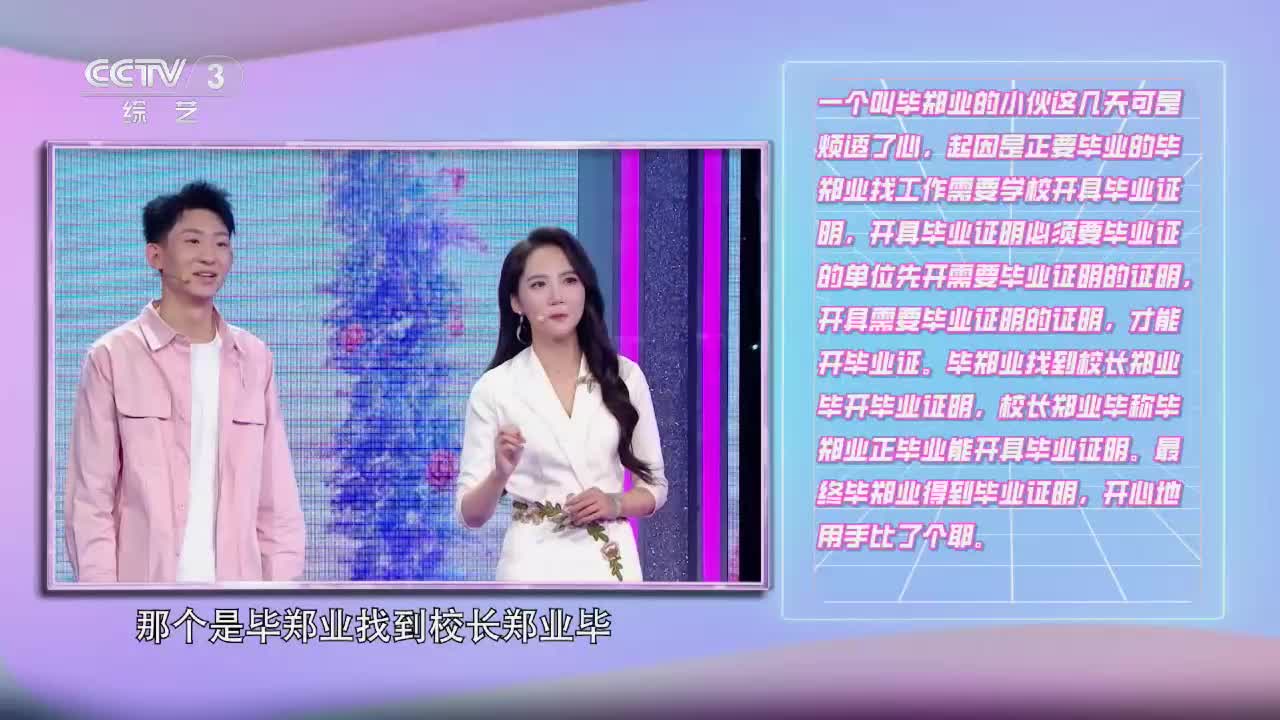 CCTV 3
综艺
一个叫毕郑业的小伙这几天可是
烦透了心，起因是正要毕业的毕
郑业找工作需要学校开具毕业证
明，开具毕业证明必须要毕业证
的单位先开需要毕业证明的证明，
开具需要毕业证明的证明，才能
开毕业证。毕郑业找到校长郑业
毕开毕业证明，校长郑业毕称毕
郑业正毕业能开具毕业证明。最
终毕郑业得到毕业证明，开心地
用手比了个耶。
那个是毕郑业找到校长郑业毕